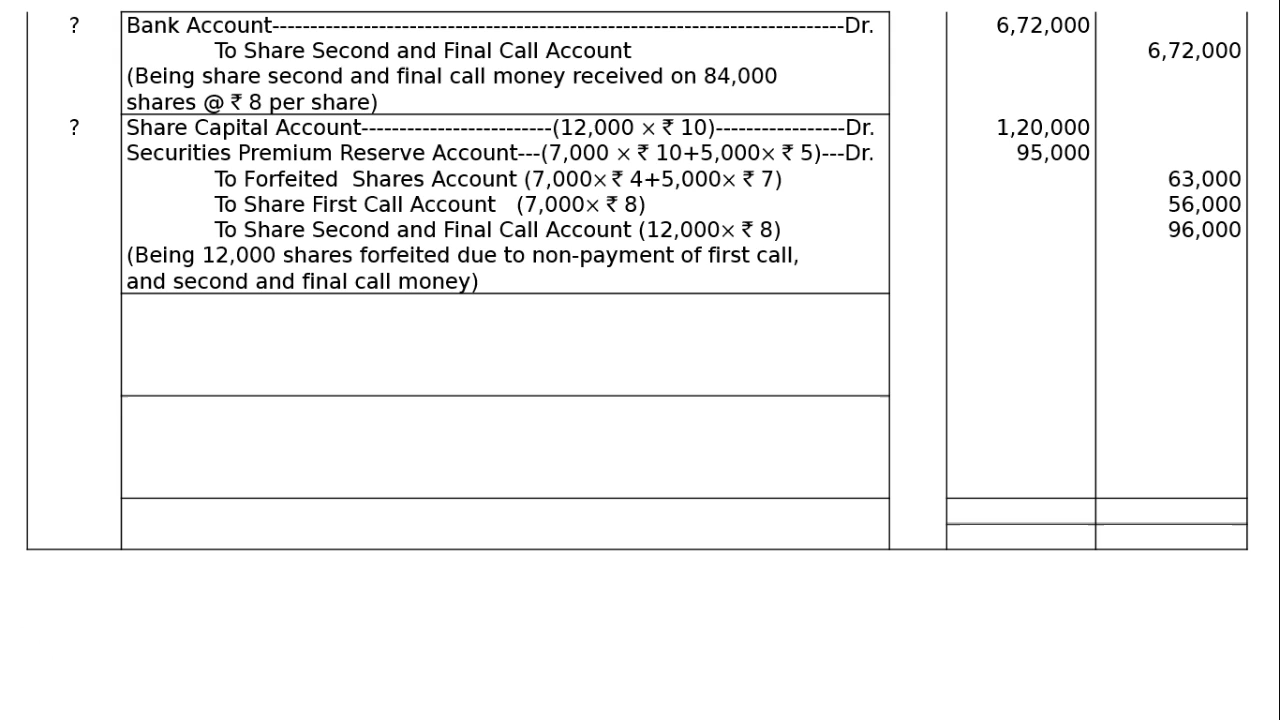 ? Bank Account----------------------------------------------------------------------------Dr. 6,72,000
To Share Second and Final Call Account 6,72,000
(Being share second and final call money received on 84,000
shares @ ₹ 8 per share)
? Share Capital Account-------------------------(12,000 × ₹ 10)-----------------Dr. 1,20,000
Securities Premium Reserve Account---(7,000 × ₹ 10+5,000× ₹ 5)---Dr. 95,000
To Forfeited  Shares Account (7,000× ₹ 4+5,000× ₹ 7) 63,000
To Share First Call Account   (7,000× ₹ 8) 56,000
To Share Second and Final Call Account (12,000× ₹ 8) 96,000
(Being 12,000 shares forfeited due to non-payment of first call,
and second and final call money)